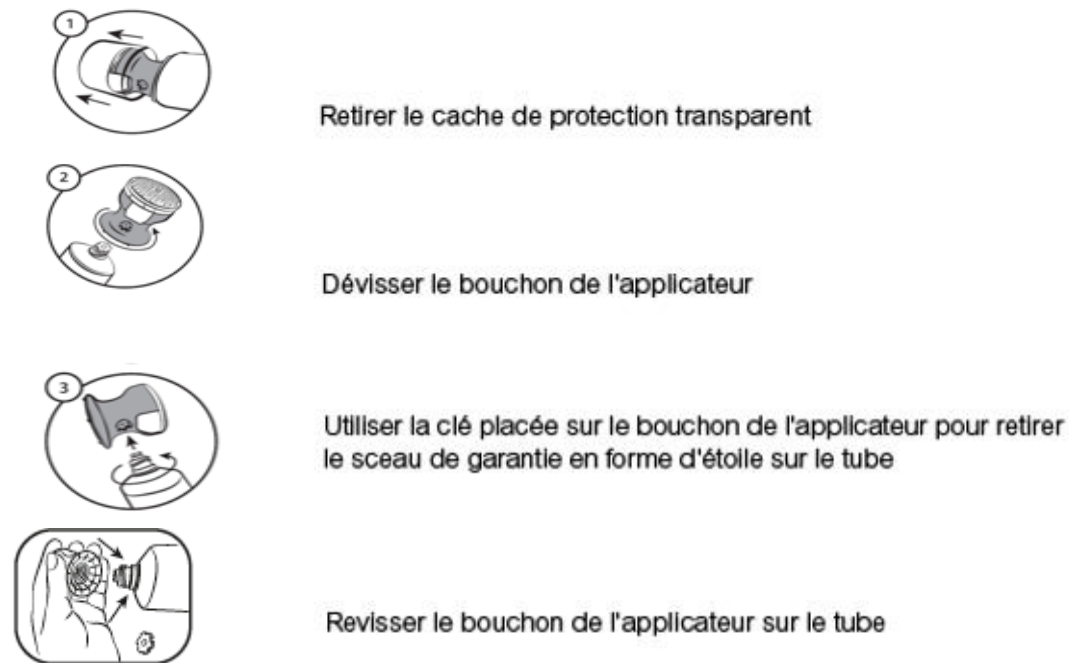 1
Retirer le cache de protection transparent
2
Dévisser le bouchon de l'applicateur
3
Utiliser la clé placée sur le bouchon de l'applicateur pour retirer
le sceau de garantie en forme d'étoile sur le tube
Revisser le bouchon de l'applicateur sur le tube